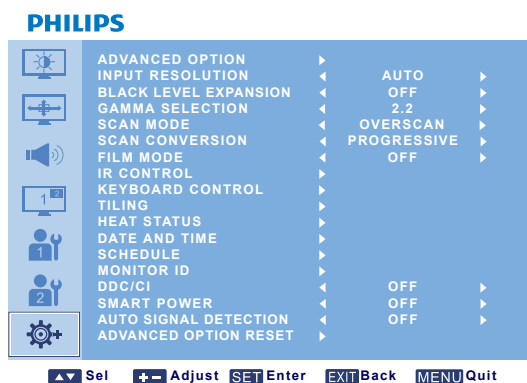 PHILIPS
ADVANCED OPTION
INPUT RESOLUTION AUTO
BLACK LEVEL EXPANSION OFF
GAMMA SELECTION 2.2
SCAN MODE OVERSCAN
SCAN CONVERSION PROGRESSIVE
FILM MODE OFF
IR CONTROL
KEYBOARD CONTROL
TILING
HEAT STATUS
DATE AND TIME
SCHEDULE
MONITOR ID
DDC/CI OFF
SMART POWER OFF
AUTO SIGNAL DETECTION OFF
ADVANCED OPTION RESET
1 2
1
2
Sel Adjust SET Enter EXIT Back MENU Quit